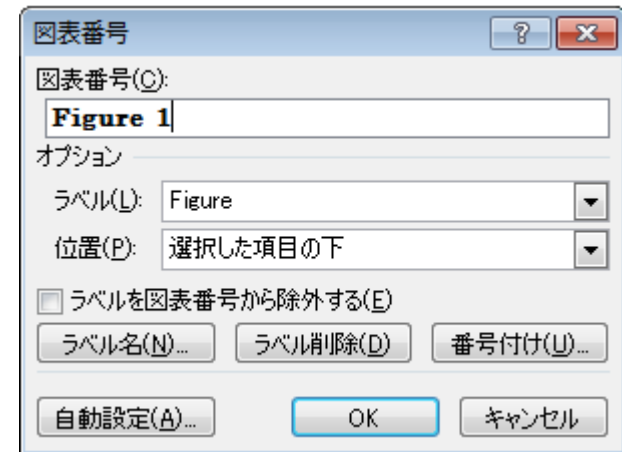 図表番号
図表番号(C):
Figure 1
オプション
ラベル(L): Figure
位置(P): 選択した項目の下
ラベルを図表番号から除外する(E)
ラベル名(N)... ラベル削除(D) 番号付け(U)...
自動設定(A)... OK キャンセル